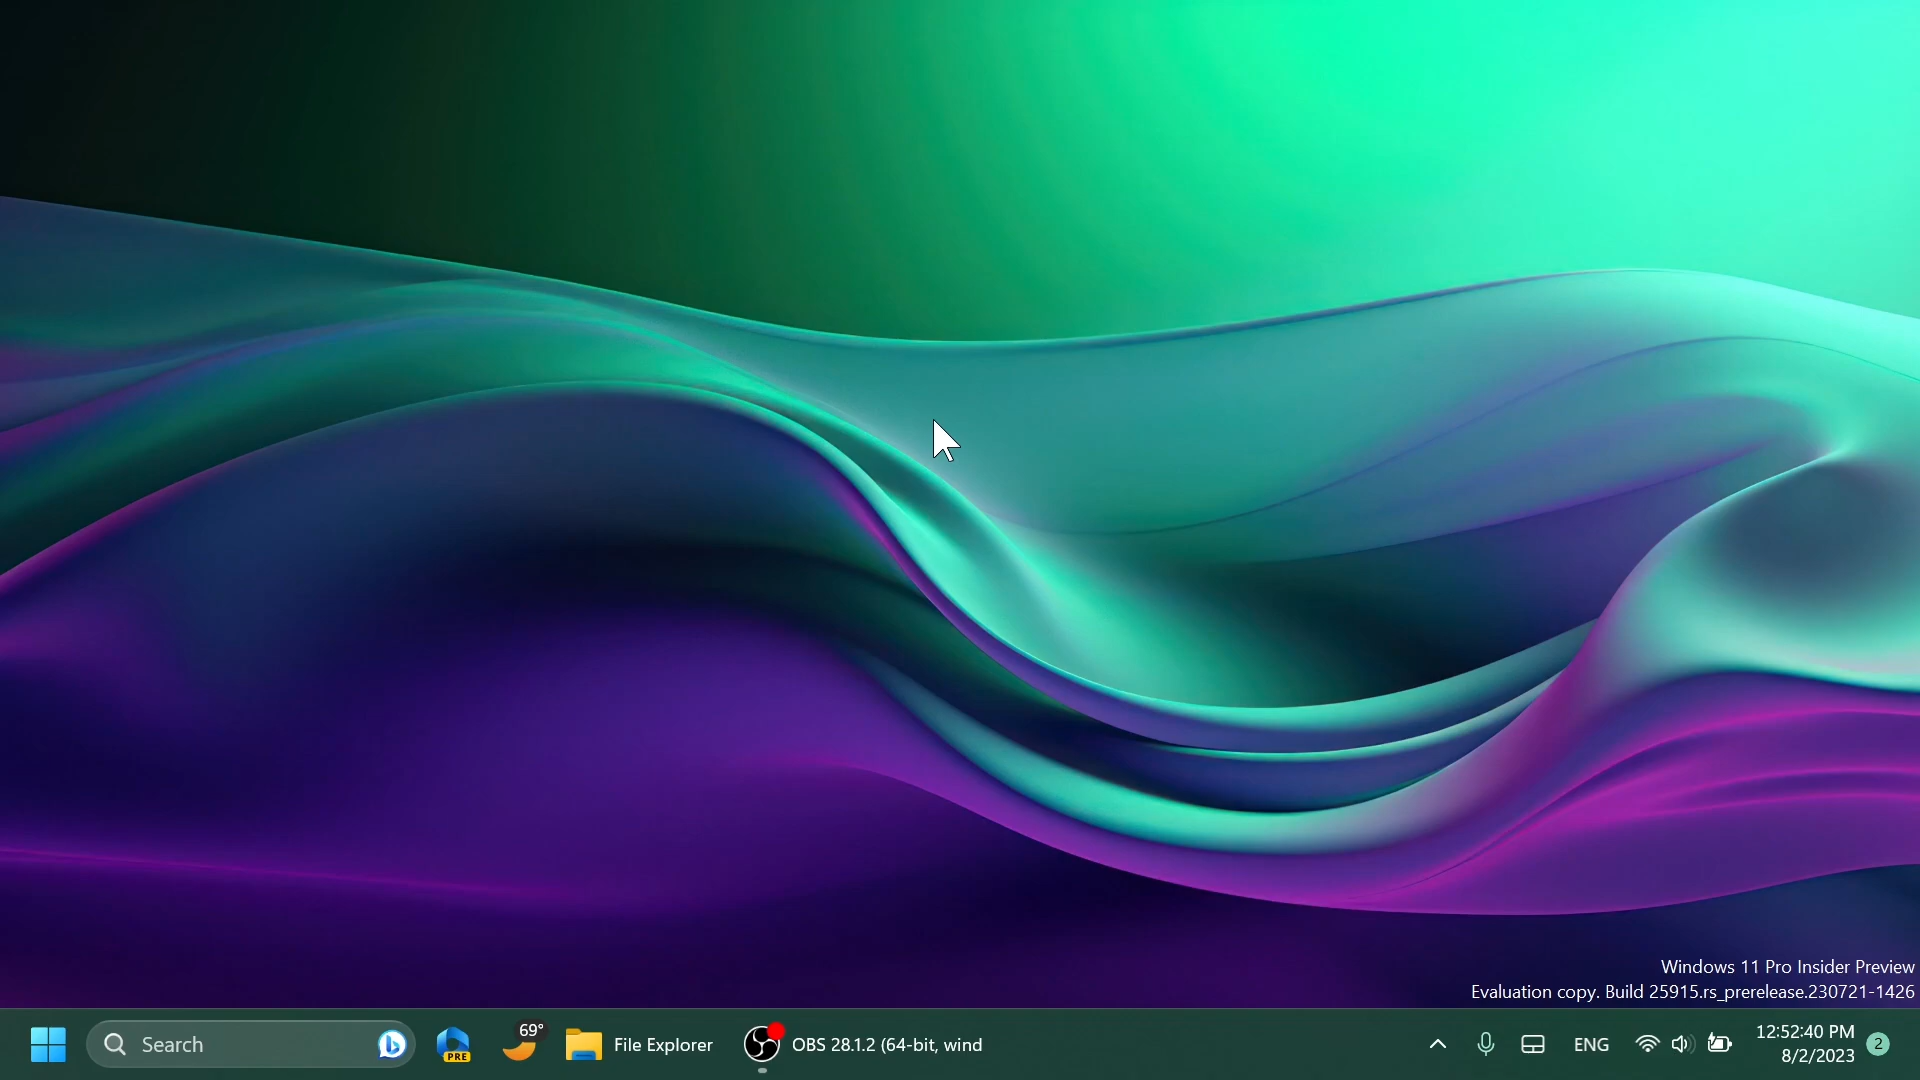 Windows 11 Pro Insider Preview
Evaluation copy. Build 25915.rs_prerelease.230721-1426
Search
PRE
69°
File Explorer
OBS 28.1.2 (64-bit, wind
ENG
12:52:40 PM
8/2/2023
2